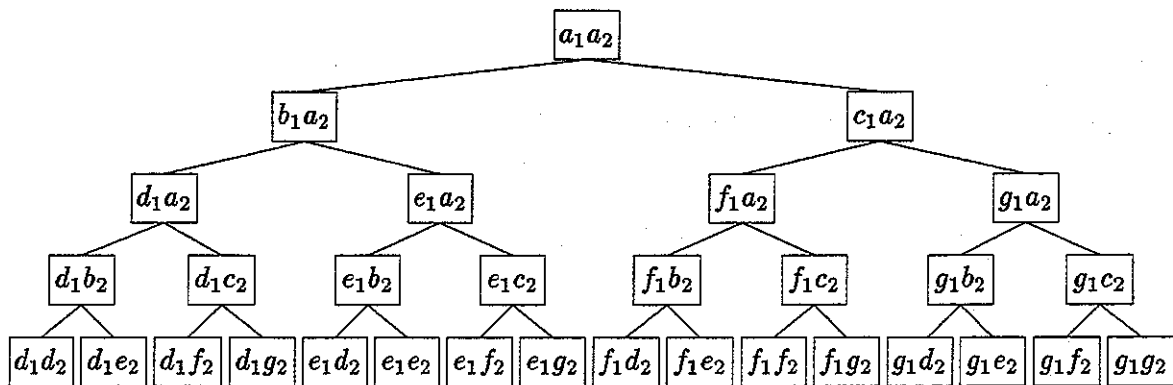 a₁a₂
b₁a₂ c₁a₂
d₁a₂ e₁a₂ f₁a₂ g₁a₂
d₁b₂ d₁c₂ e₁b₂ e₁c₂ f₁b₂ f₁c₂ g₁b₂ g₁c₂
d₁d₂ d₁e₂ d₁f₂ d₁g₂ e₁d₂ e₁e₂ e₁f₂ e₁g₂ f₁d₂ f₁e₂ f₁f₂ f₁g₂ g₁d₂ g₁e₂ g₁f₂ g₁g₂